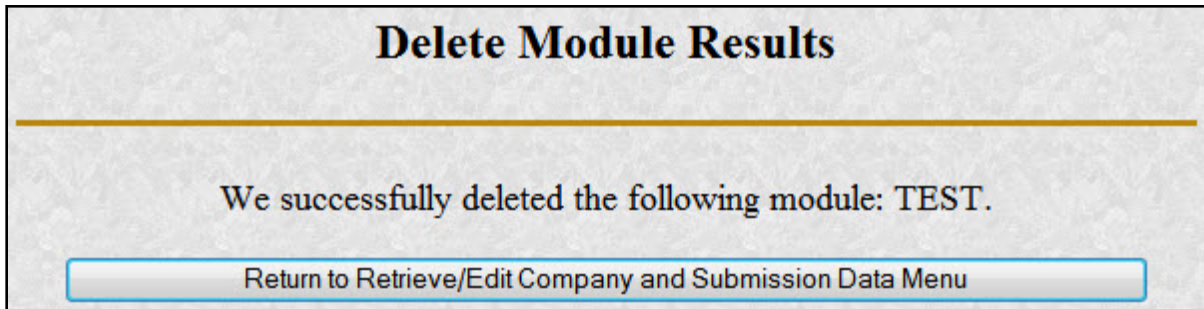 Delete Module Results
We successfully deleted the following module: TEST.
Return to Retrieve/Edit Company and Submission Data Menu